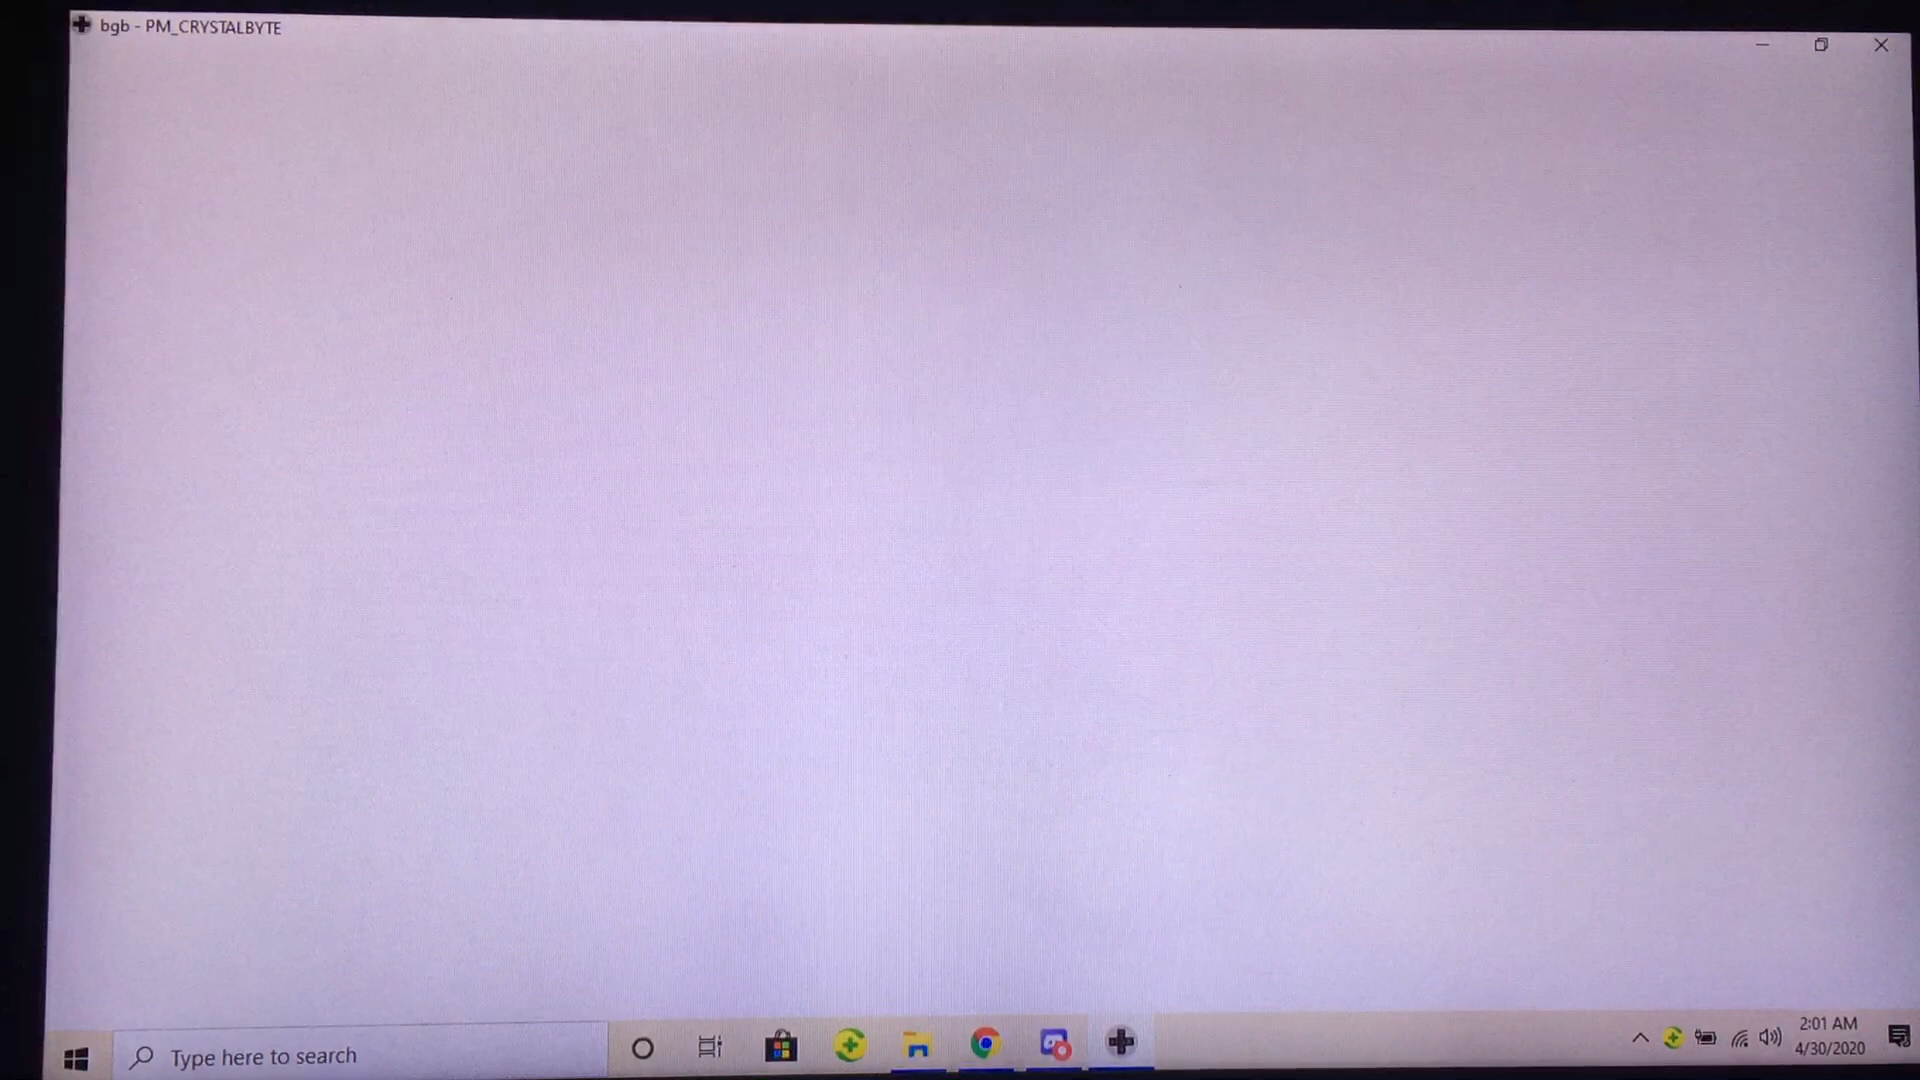 bgb - PM_CRYSTALBYTE
Type here to search
2:01 AM
4/30/2020